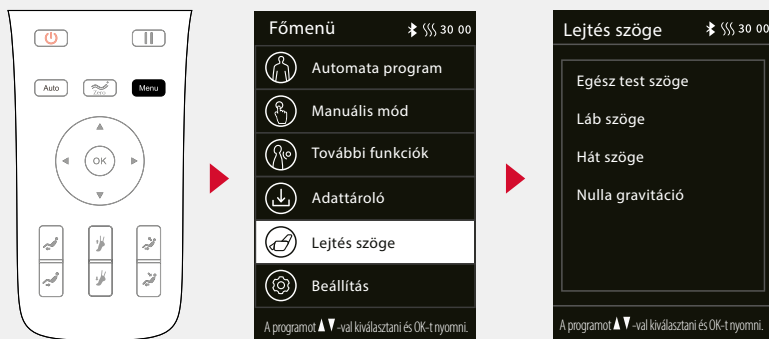 Auto
Zero
Menu
OK
Főmenü 30 00
Automata program
Manuális mód
További funkciók
Adattároló
Lejtés szöge
Beállítás
A programot ▲▼-val kiválasztani és OK-t nyomni.
Lejtés szöge 30 00
Egész test szöge
Láb szöge
Hát szöge
Nulla gravitáció
A programot ▲▼-val kiválasztani és OK-t nyomni.